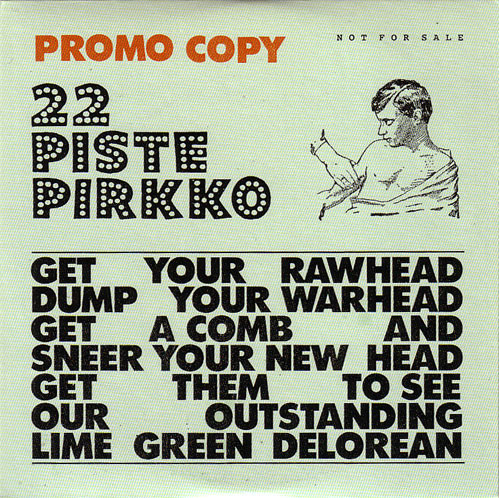 PROMO COPY
NOT FOR SALE
22
PISTE
PIRKKO
GET YOUR RAWHEAD
DUMP YOUR WARHEAD
GET A COMB AND
SNEER YOUR NEW HEAD
GET THEM TO SEE
OUR OUTSTANDING
LIME GREEN DELOREAN